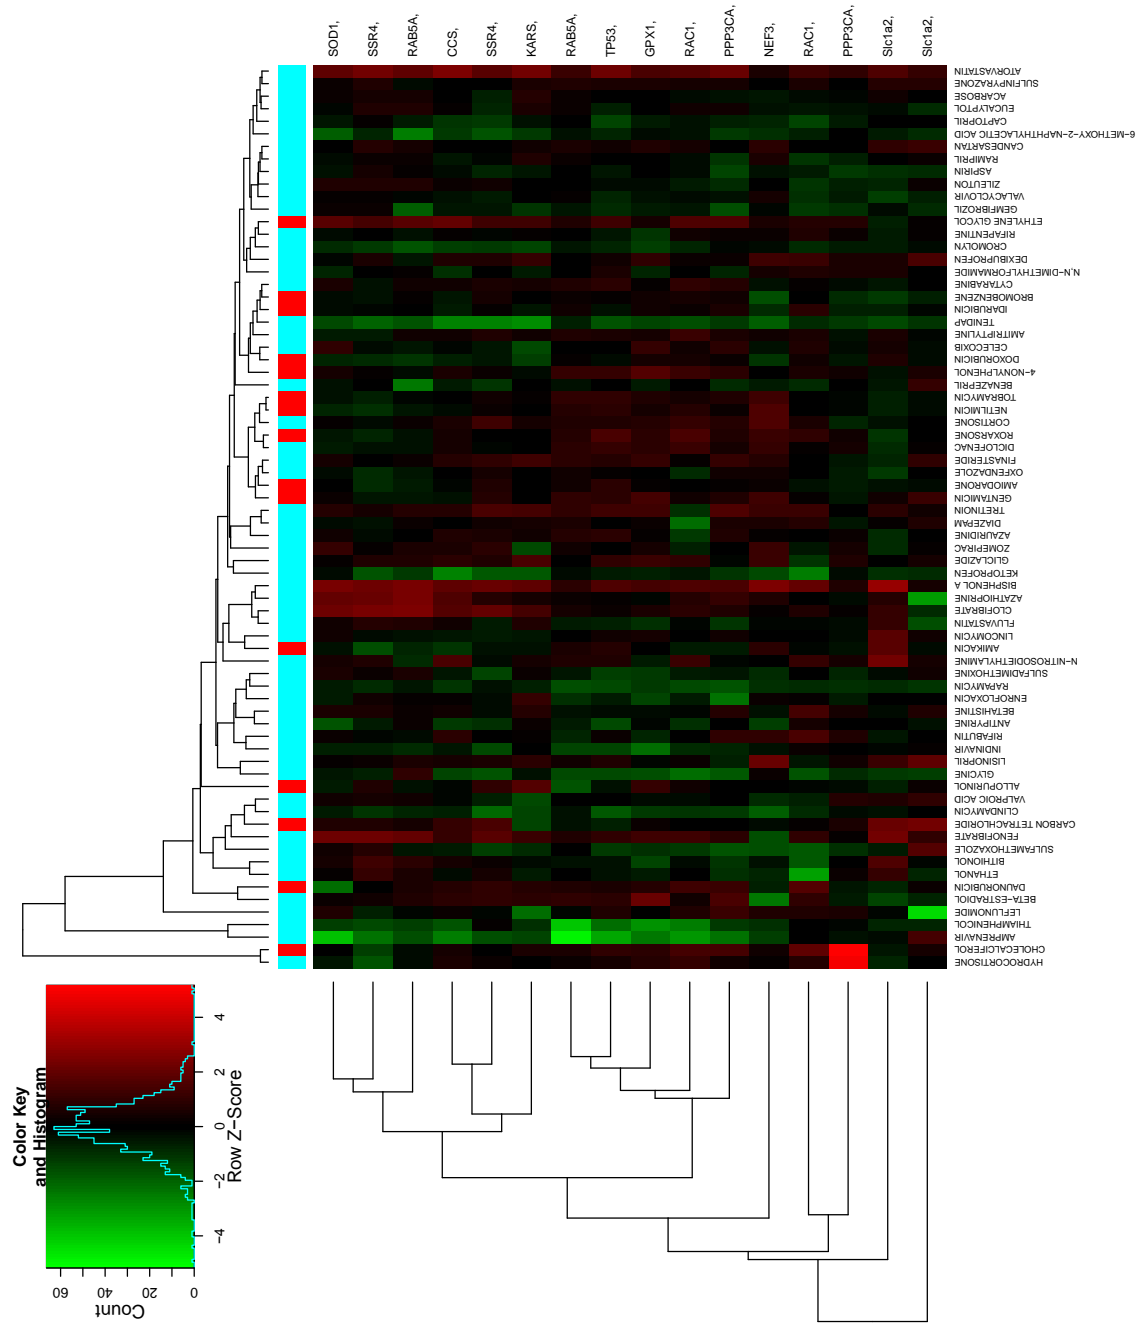 SOD1,
SSR4,
RAB5A,
CCS,
SSR4,
KARS,
RAB5A,
TP53,
GPX1,
RAC1,
PPP3CA,
NEF3,
RAC1,
PPP3CA,
Slc1a2,
Slc1a2,
ATORVASTATIN
SULFINPYRAZONE
ACARBOSE
EUCALYPTOL
CAPTOPRIL
6−METHOXY−2−NAPHTHYLACETIC ACID
CANDESARTAN
RAMIPRIL
ASPIRIN
ZILEUTON
VALACYCLOVIR
GEMFIBROZIL
ETHYLENE GLYCOL
RIFAPENTINE
CROMOLYN
DEXIBUPROFEN
N,N−DIMETHYLFORMAMIDE
CYTARABINE
BROMOBENZENE
IDARUBICIN
TENIDAP
AMITRIPTYLINE
CELECOXIB
DOXORUBICIN
4−NONYLPHENOL
BENAZEPRIL
TOBRAMYCIN
NETILMICIN
CORTISONE
ROXARSONE
DICLOFENAC
FINASTERIDE
OXFENDAZOLE
AMIODARONE
GENTAMICIN
TRETINOIN
DIAZEPAM
AZAURIDINE
ZOMEPIRAC
GLICLAZIDE
KETOPROFEN
BISPHENOL A
AZATHIOPRINE
CLOFIBRATE
FLUVASTATIN
LINCOMYCIN
AMIKACIN
N−NITROSODIETHYLAMINE
SULFADIMETHOXINE
RAPAMYCIN
ENROFLOXACIN
BETAHISTINE
ANTIPYRINE
RIFABUTIN
INDINAVIR
LISINOPRIL
GLYCINE
ALLOPURINOL
VALPROIC ACID
CLINDAMYCIN
CARBON TETRACHLORIDE
FENOFIBRATE
SULFAMETHOXAZOLE
BITHIONOL
ETHANOL
DAUNORUBICIN
BETA−ESTRADIOL
LEFLUNOMIDE
THIAMPHENICOL
AMPRENAVIR
CHOLECALCIFEROL
HYDROCORTISONE
Color Key
and Histogram
−4 −2 0 2 4
Row Z−Score
0 20 40 60
Count